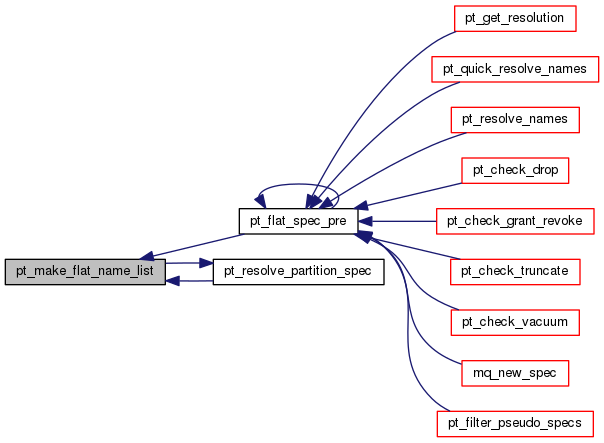 pt_get_resolution
pt_quick_resolve_names
pt_resolve_names
pt_check_drop
pt_flat_spec_pre
pt_check_grant_revoke
pt_make_flat_name_list
pt_resolve_partition_spec
pt_check_truncate
pt_check_vacuum
mq_new_spec
pt_filter_pseudo_specs